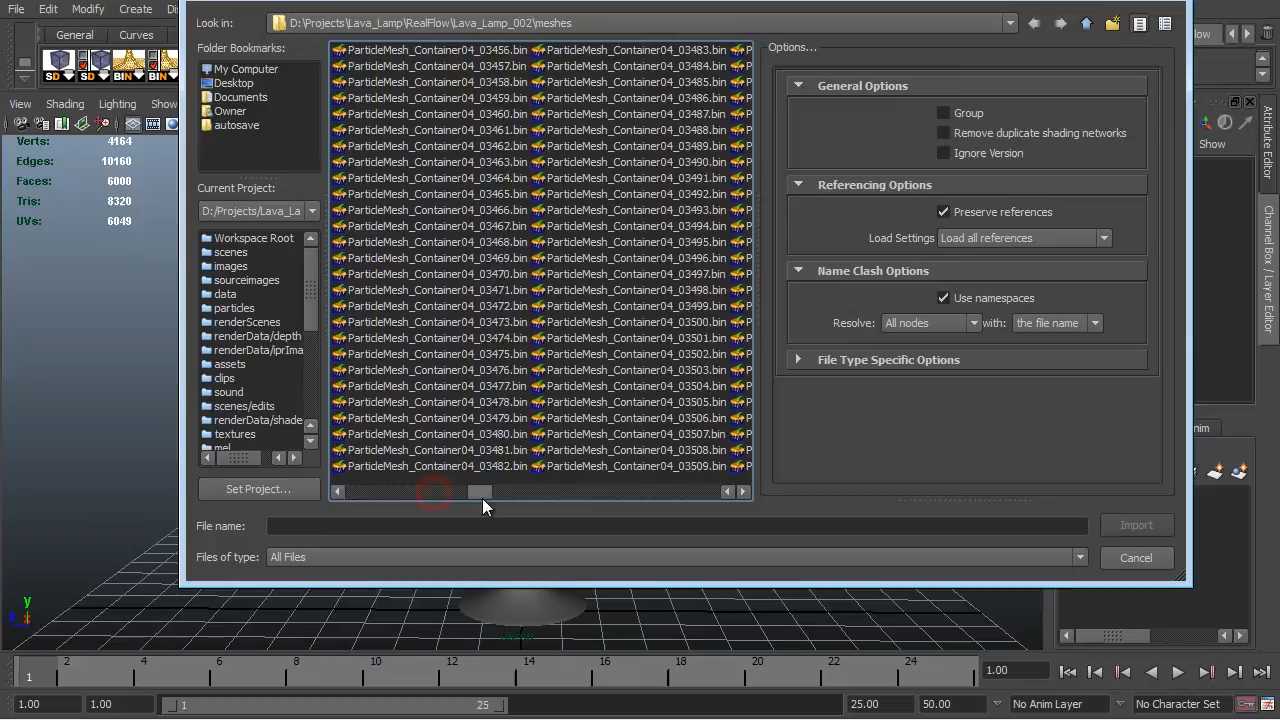 File Edit Modify Create
General Curves
View Shading Lighting Show
Verts: 4164
Edges: 10160
Faces: 6000
Tris: 8320
UVs: 6049
Look in: D:\Projects\Lava_Lamp\RealFlow\Lava_Lamp_002\meshes
Folder Bookmarks:
My Computer
Desktop
Documents
Owner
autosave
Current Project:
D:/Projects/Lava_La
Workspace Root
scenes
images
sourceimages
data
particles
renderScenes
renderData/depth
renderData/iprIma
assets
clips
sound
scenes/edits
renderData/shade
textures
mel
Set Project...
ParticleMesh_Container04_03456.bin ParticleMesh_Container04_03483.bin P
ParticleMesh_Container04_03457.bin ParticleMesh_Container04_03484.bin P
ParticleMesh_Container04_03458.bin ParticleMesh_Container04_03485.bin P
ParticleMesh_Container04_03459.bin ParticleMesh_Container04_03486.bin P
ParticleMesh_Container04_03460.bin ParticleMesh_Container04_03487.bin P
ParticleMesh_Container04_03461.bin ParticleMesh_Container04_03488.bin P
ParticleMesh_Container04_03462.bin ParticleMesh_Container04_03489.bin P
ParticleMesh_Container04_03463.bin ParticleMesh_Container04_03490.bin P
ParticleMesh_Container04_03464.bin ParticleMesh_Container04_03491.bin P
ParticleMesh_Container04_03465.bin ParticleMesh_Container04_03492.bin P
ParticleMesh_Container04_03466.bin ParticleMesh_Container04_03493.bin P
ParticleMesh_Container04_03467.bin ParticleMesh_Container04_03494.bin P
ParticleMesh_Container04_03468.bin ParticleMesh_Container04_03495.bin P
ParticleMesh_Container04_03469.bin ParticleMesh_Container04_03496.bin P
ParticleMesh_Container04_03470.bin ParticleMesh_Container04_03497.bin P
ParticleMesh_Container04_03471.bin ParticleMesh_Container04_03498.bin P
ParticleMesh_Container04_03472.bin ParticleMesh_Container04_03499.bin P
ParticleMesh_Container04_03473.bin ParticleMesh_Container04_03500.bin P
ParticleMesh_Container04_03474.bin ParticleMesh_Container04_03501.bin P
ParticleMesh_Container04_03475.bin ParticleMesh_Container04_03502.bin P
ParticleMesh_Container04_03476.bin ParticleMesh_Container04_03503.bin P
ParticleMesh_Container04_03477.bin ParticleMesh_Container04_03504.bin P
ParticleMesh_Container04_03478.bin ParticleMesh_Container04_03505.bin P
ParticleMesh_Container04_03479.bin ParticleMesh_Container04_03506.bin P
ParticleMesh_Container04_03480.bin ParticleMesh_Container04_03507.bin P
ParticleMesh_Container04_03481.bin ParticleMesh_Container04_03508.bin P
ParticleMesh_Container04_03482.bin ParticleMesh_Container04_03509.bin P
Options...
General Options
Group
Remove duplicate shading networks
Ignore Version
Referencing Options
Preserve references
Load Settings Load all references
Name Clash Options
Use namespaces
Resolve: All nodes with: the file name
File Type Specific Options
File name: Import
Files of type: All Files Cancel
low
Show
Attribute Editor
Channel Box / Layer Editor
nim
y
z x
SD SD BIN BIN
1 2 4 6 8 10 12 14 16 18 20 22 24 1.00
1.00 1.00 1 25 25.00 50.00 No Anim Layer No Character Set